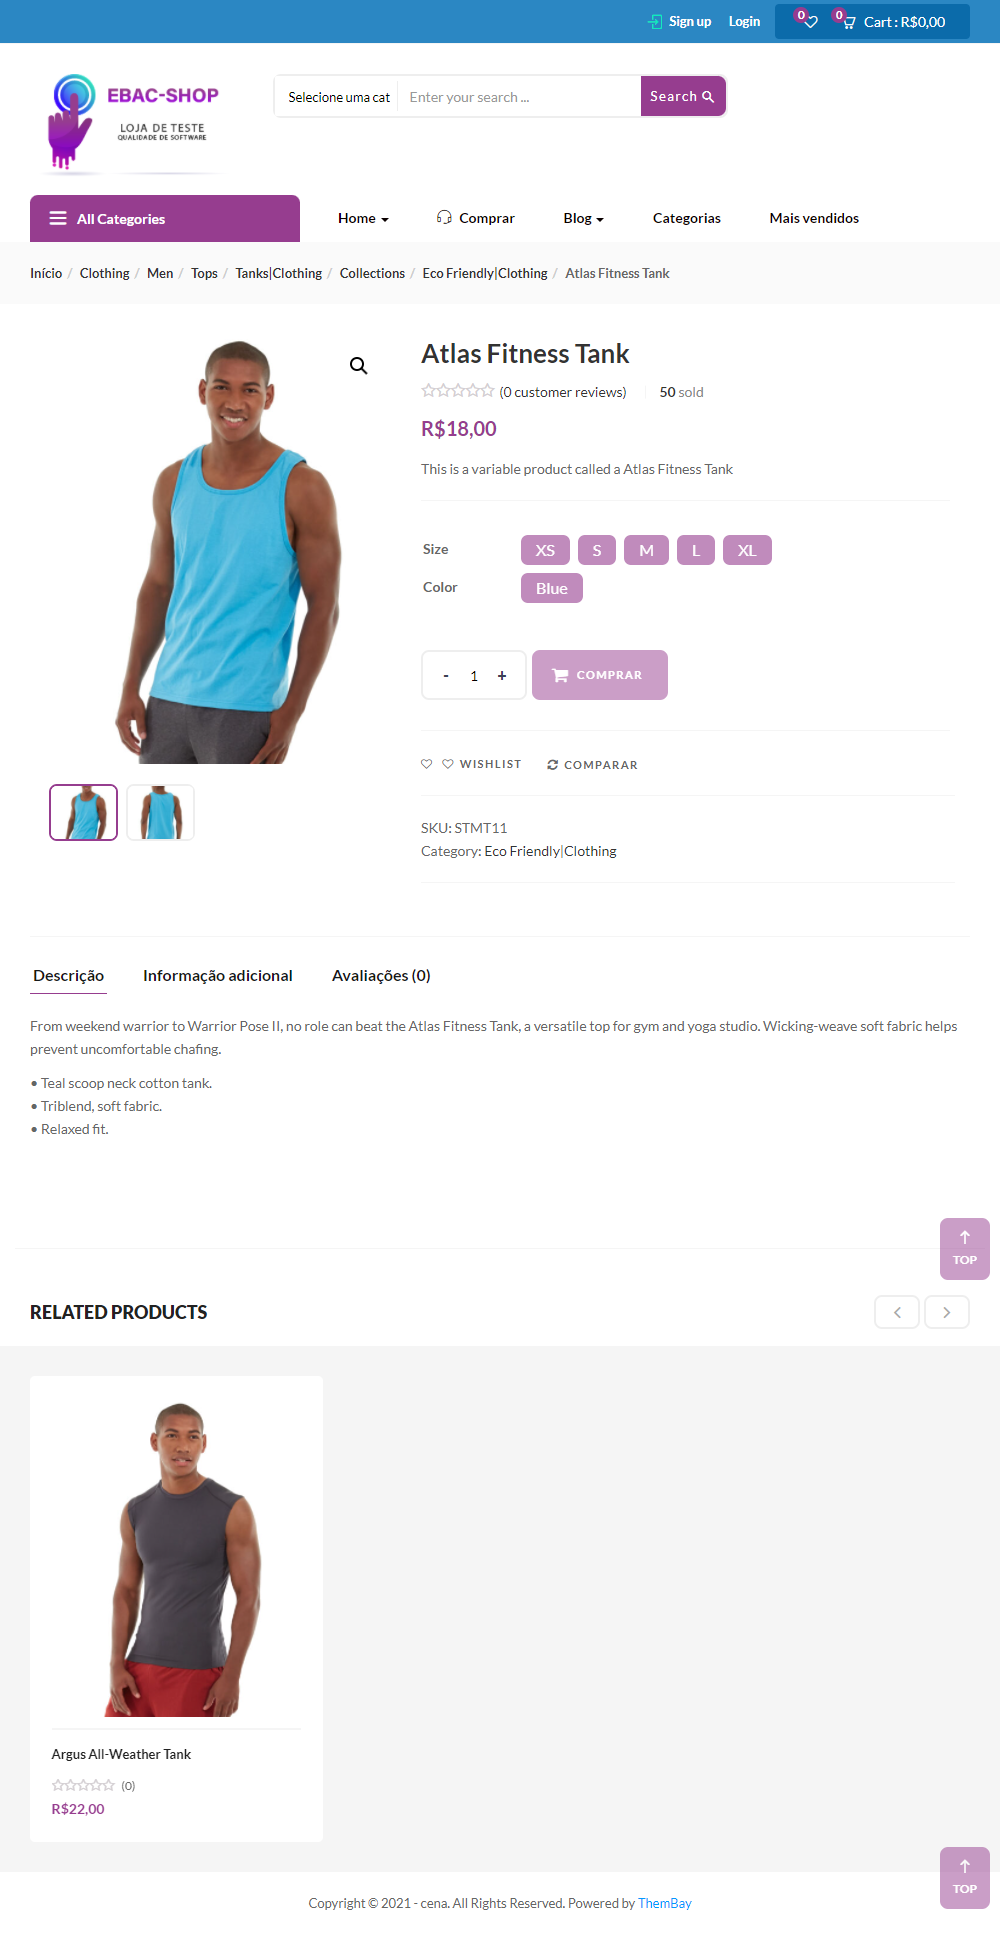 Sign up Login 0 0 Cart : R$0,00
EBAC-SHOP
LOJA DE TESTE
QUALIDADE DE SOFTWARE
Selecione uma cat Enter your search ... Search
All Categories Home Comprar Blog Categorias Mais vendidos
Início / Clothing / Men / Tops / Tanks|Clothing / Collections / Eco Friendly|Clothing / Atlas Fitness Tank
Atlas Fitness Tank
(0 customer reviews) 50 sold
R$18,00
This is a variable product called a Atlas Fitness Tank
Size XS S M L XL
Color Blue
- 1 + COMPRAR
WISHLIST COMPARAR
SKU: STMT11
Category: Eco Friendly|Clothing
Descrição Informação adicional Avaliações (0)
From weekend warrior to Warrior Pose II, no role can beat the Atlas Fitness Tank, a versatile top for gym and yoga studio. Wicking-weave soft fabric helps
prevent uncomfortable chafing.
• Teal scoop neck cotton tank.
• Triblend, soft fabric.
• Relaxed fit.
TOP
RELATED PRODUCTS
Argus All-Weather Tank
(0)
R$22,00
TOP
Copyright © 2021 - cena. All Rights Reserved. Powered by ThemBay